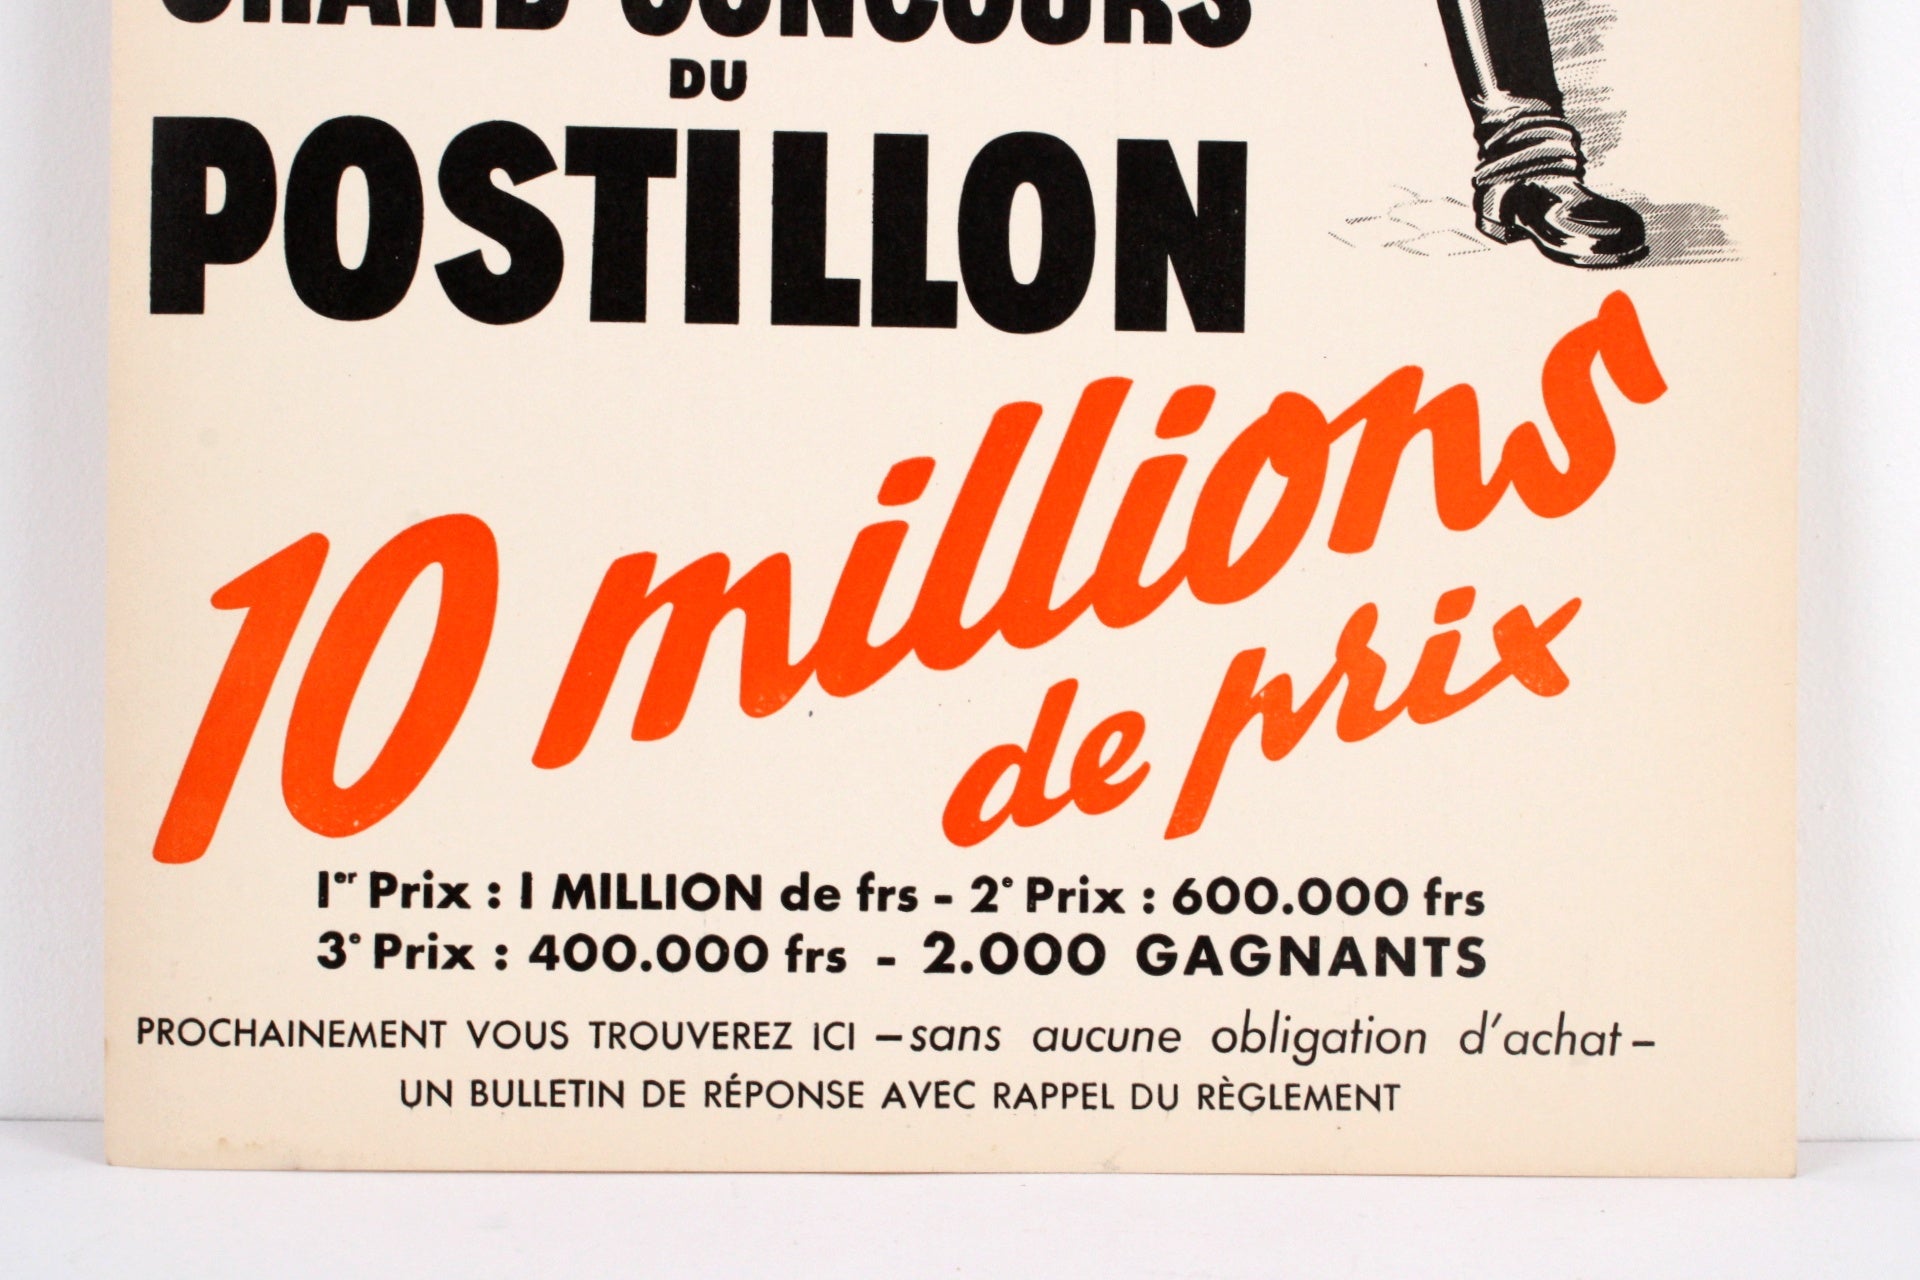 GRAND CONCOURS
DU
POSTILLON
10 millions
de prix
1er Prix : 1 MILLION de frs - 2e Prix : 600.000 frs
3e Prix : 400.000 frs - 2.000 GAGNANTS
PROCHAINEMENT VOUS TROUVEREZ ICI – sans aucune obligation d'achat –
UN BULLETIN DE RÉPONSE AVEC RAPPEL DU RÈGLEMENT